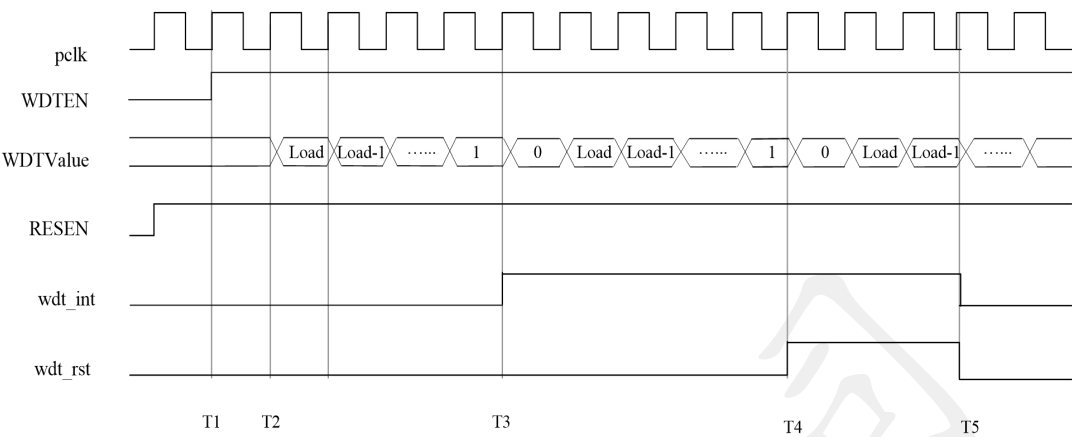 pclk
WDTEN
WDTValue Load Load-1 ...... 1 0 Load Load-1 ...... 1 0 Load Load-1 ......
RESEN
wdt_int
wdt_rst
T1 T2 T3 T4 T5